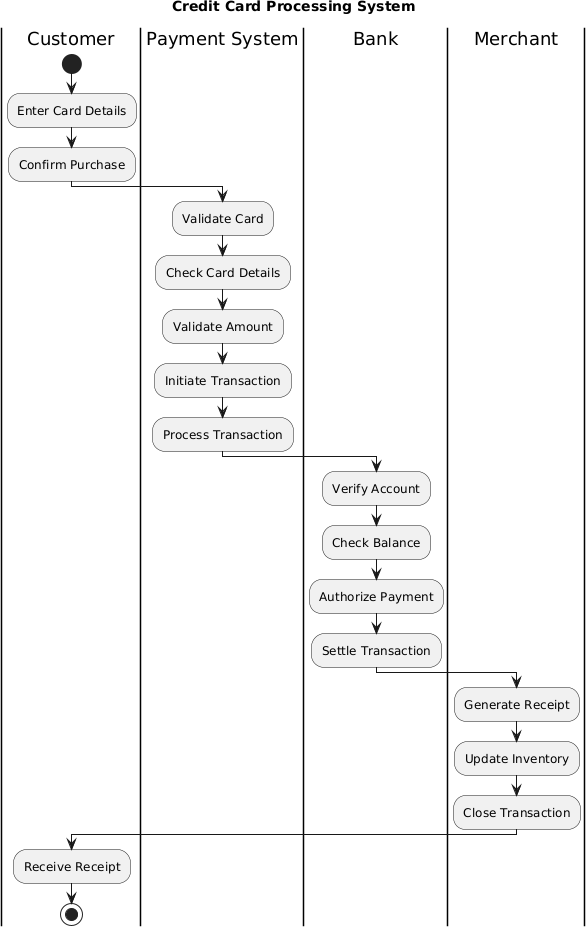 Credit Card Processing System
Customer
Payment System
Bank
Merchant
Enter Card Details
Confirm Purchase
Validate Card
Check Card Details
Validate Amount
Initiate Transaction
Process Transaction
Verify Account
Check Balance
Authorize Payment
Settle Transaction
Generate Receipt
Update Inventory
Close Transaction
Receive Receipt